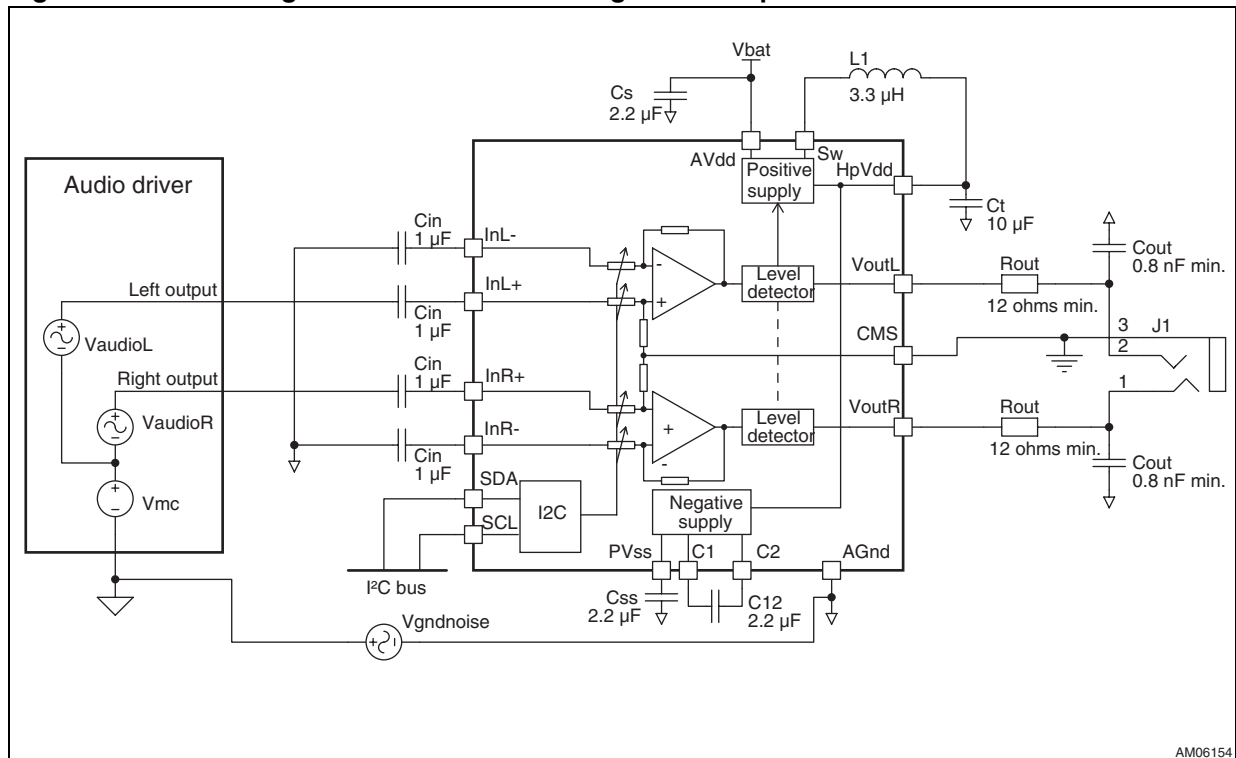 Vbat
L1
3.3 µH
Cs
2.2 µF
AVdd
Sw
Positive
supply
HpVdd
Ct
10 µF
Audio driver
Cin
1 µF
InL-
Left output
Cin
1 µF
InL+
-
+
Level
detector
VoutL
Rout
12 ohms min.
Cout
0.8 nF min.
VaudioL
CMS
3
J1
2
1
Right output
Cin
1 µF
InR+
VaudioR
Cin
1 µF
InR-
+
-
Level
detector
VoutR
Rout
12 ohms min.
Cout
0.8 nF min.
Vmc
SDA
SCL
I2C
I²C bus
Negative
supply
PVss
C1
C2
AGnd
Css
2.2 µF
C12
2.2 µF
Vgndnoise
AM06154